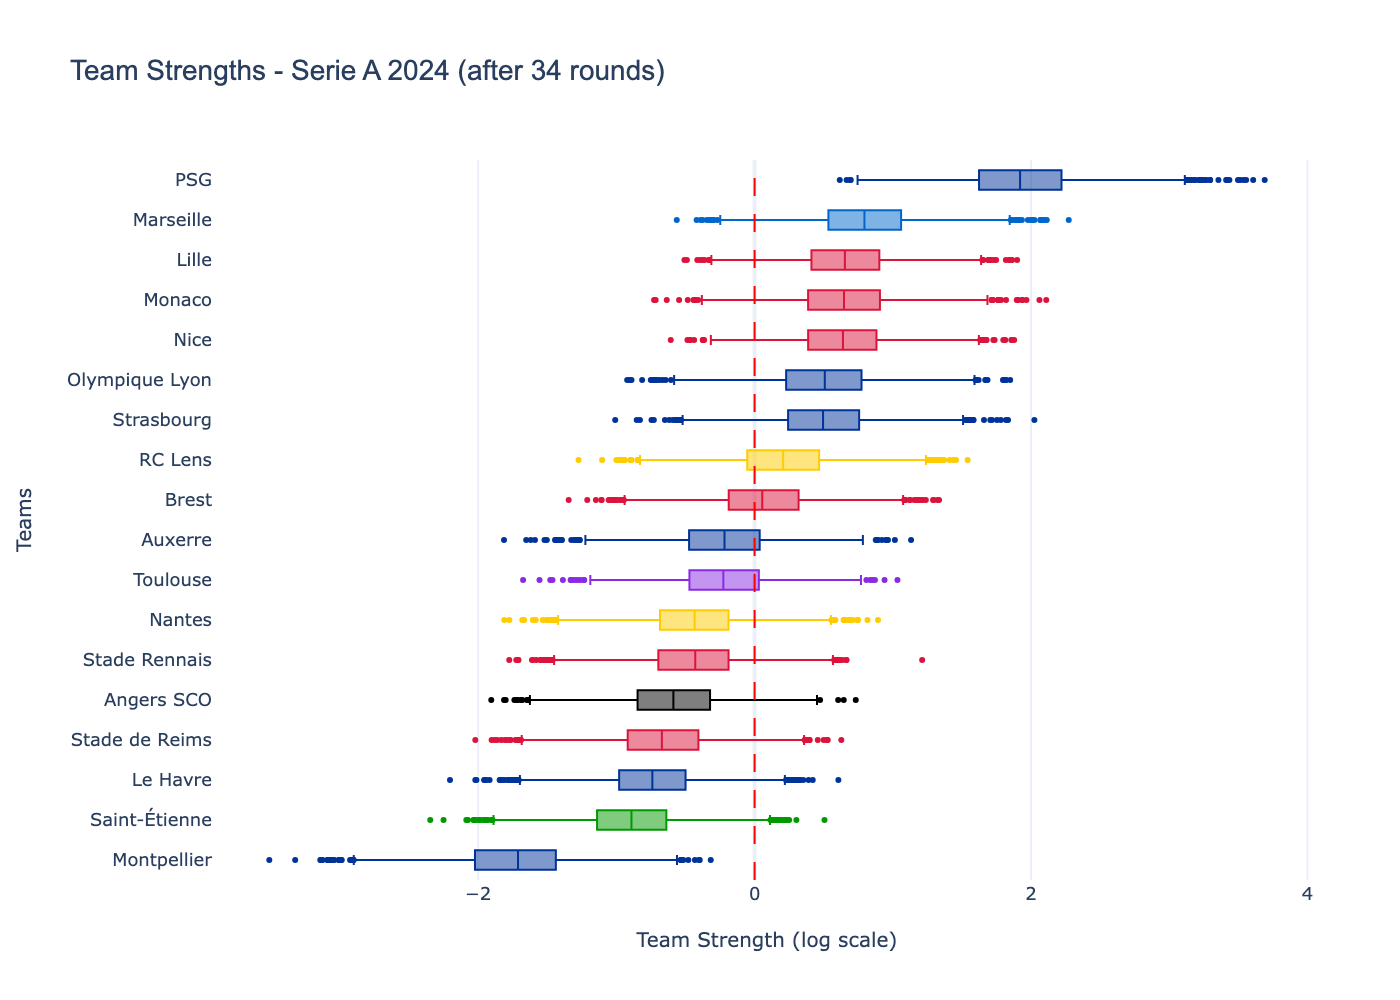 Team Strengths - Serie A 2024 (after 34 rounds)
PSG
Marseille
Lille
Monaco
Nice
Olympique Lyon
Strasbourg
RC Lens
Brest
Auxerre
Toulouse
Nantes
Stade Rennais
Angers SCO
Stade de Reims
Le Havre
Saint-Étienne
Montpellier
Teams
−2
0
2
4
Team Strength (log scale)